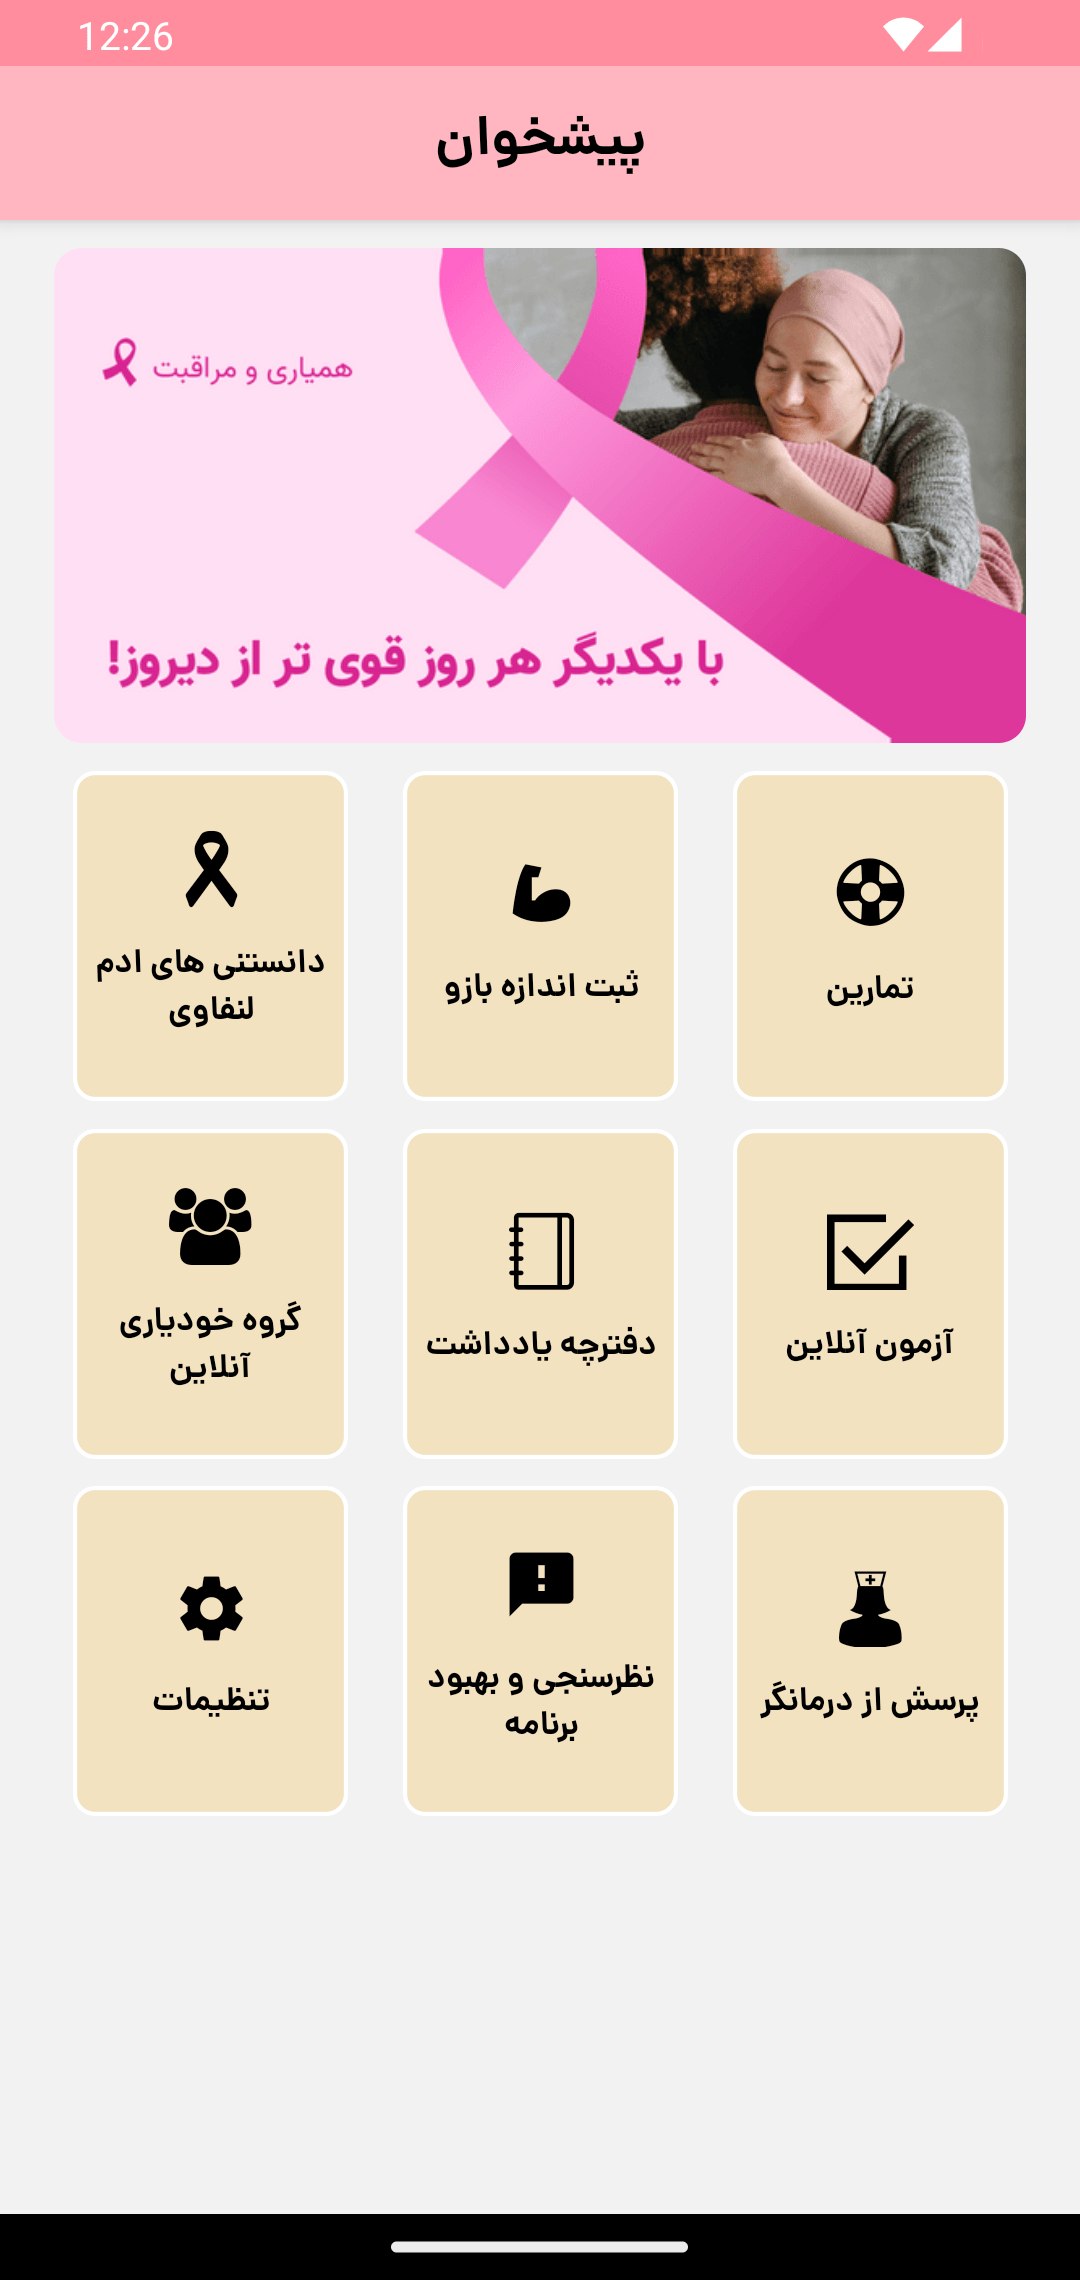 12:26
پیشخوان
همیاری و مراقبت
با یکدیگر هر روز قوی تر از دیروز!
تمارین
ثبت اندازه بازو
دانستنی های ادم
لنفاوی
آزمون آنلاین
دفترچه یادداشت
گروه خودیاری
آنلاین
پرسش از درمانگر
نظرسنجی و بهبود
برنامه
تنظیمات